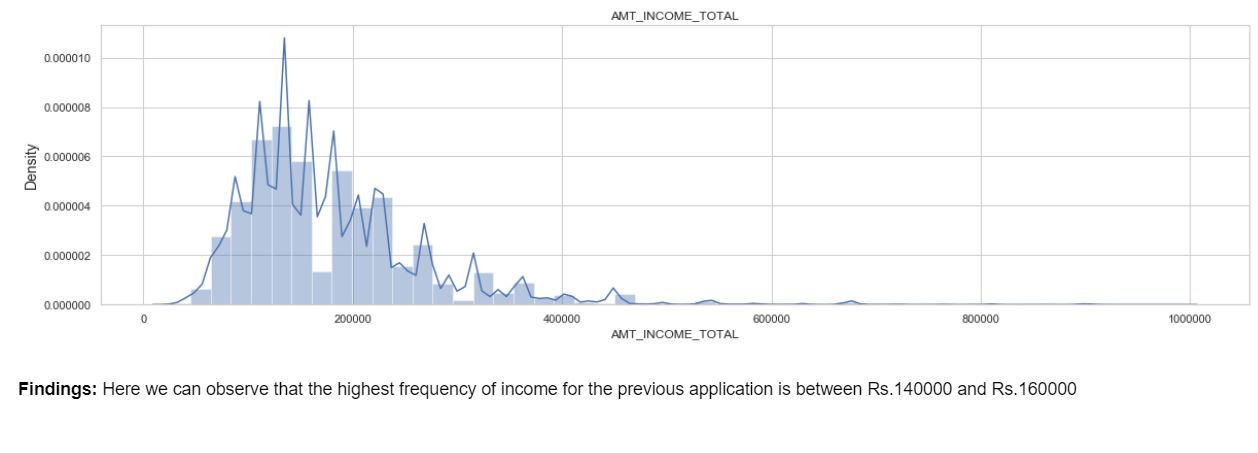 AMT_INCOME_TOTAL
0.000010
0.000008
0.000006
0.000004
0.000002
0.000000
Density
0 200000 400000 600000 800000 1000000
AMT_INCOME_TOTAL
Findings: Here we can observe that the highest frequency of income for the previous application is between Rs.140000 and Rs.160000